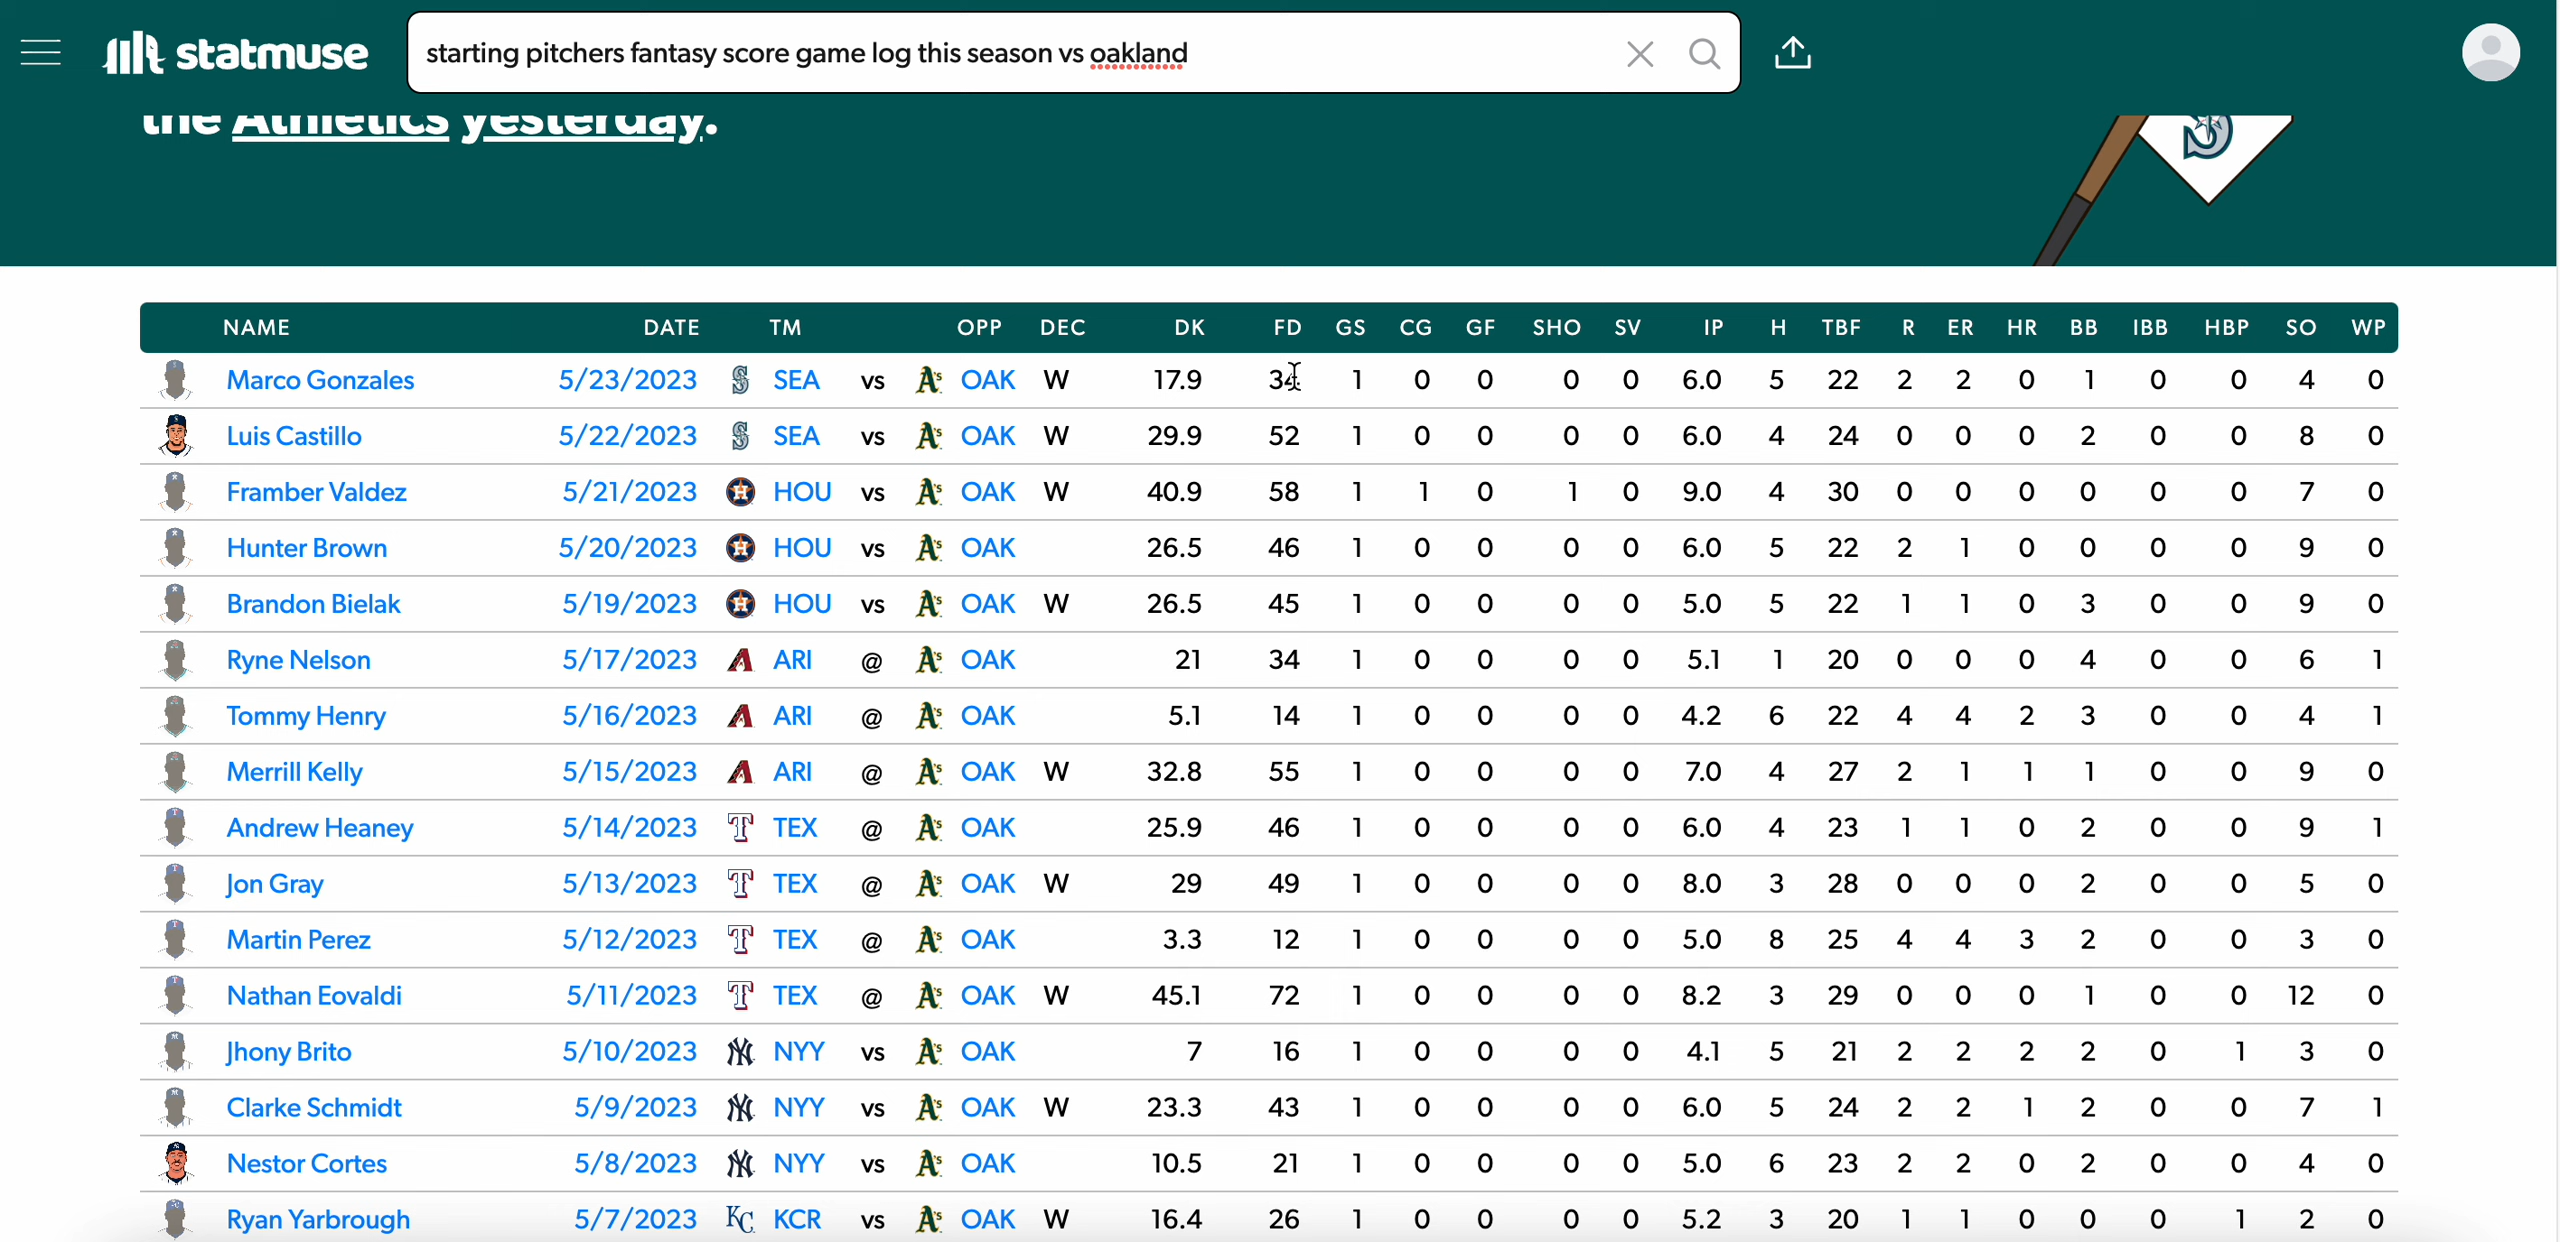 statmuse
starting pitchers fantasy score game log this season vs oakland
the Athletics yesterday.
NAME DATE TM OPP DEC DK FD GS CG GF SHO SV IP H TBF R ER HR BB IBB HBP SO WP
Marco Gonzales 5/23/2023 SEA vs OAK W 17.9 34 1 0 0 0 0 6.0 5 22 2 2 0 1 0 0 4 0
Luis Castillo 5/22/2023 SEA vs OAK W 29.9 52 1 0 0 0 0 6.0 4 24 0 0 0 2 0 0 8 0
Framber Valdez 5/21/2023 HOU vs OAK W 40.9 58 1 1 0 1 0 9.0 4 30 0 0 0 0 0 0 7 0
Hunter Brown 5/20/2023 HOU vs OAK 26.5 46 1 0 0 0 0 6.0 5 22 2 1 0 0 0 0 9 0
Brandon Bielak 5/19/2023 HOU vs OAK W 26.5 45 1 0 0 0 0 5.0 5 22 1 1 0 3 0 0 9 0
Ryne Nelson 5/17/2023 ARI @ OAK 21 34 1 0 0 0 0 5.1 1 20 0 0 0 4 0 0 6 1
Tommy Henry 5/16/2023 ARI @ OAK 5.1 14 1 0 0 0 0 4.2 6 22 4 4 2 3 0 0 4 1
Merrill Kelly 5/15/2023 ARI @ OAK W 32.8 55 1 0 0 0 0 7.0 4 27 2 1 1 1 0 0 9 0
Andrew Heaney 5/14/2023 TEX @ OAK 25.9 46 1 0 0 0 0 6.0 4 23 1 1 0 2 0 0 9 1
Jon Gray 5/13/2023 TEX @ OAK W 29 49 1 0 0 0 0 8.0 3 28 0 0 0 2 0 0 5 0
Martin Perez 5/12/2023 TEX @ OAK 3.3 12 1 0 0 0 0 5.0 8 25 4 4 3 2 0 0 3 0
Nathan Eovaldi 5/11/2023 TEX @ OAK W 45.1 72 1 0 0 0 0 8.2 3 29 0 0 0 1 0 0 12 0
Jhony Brito 5/10/2023 NYY vs OAK 7 16 1 0 0 0 0 4.1 5 21 2 2 2 2 0 1 3 0
Clarke Schmidt 5/9/2023 NYY vs OAK W 23.3 43 1 0 0 0 0 6.0 5 24 2 2 1 2 0 0 7 1
Nestor Cortes 5/8/2023 NYY vs OAK 10.5 21 1 0 0 0 0 5.0 6 23 2 2 0 2 0 0 4 0
Ryan Yarbrough 5/7/2023 KCR vs OAK W 16.4 26 1 0 0 0 0 5.2 3 20 1 1 0 0 0 1 2 0